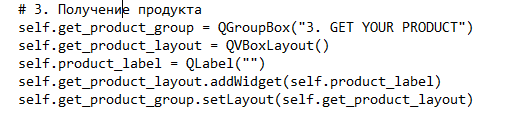 # 3. Получение продукта
self.get_product_group = QGroupBox("3. GET YOUR PRODUCT")
self.get_product_layout = QVBoxLayout()
self.product_label = QLabel("")
self.get_product_layout.addWidget(self.product_label)
self.get_product_group.setLayout(self.get_product_layout)